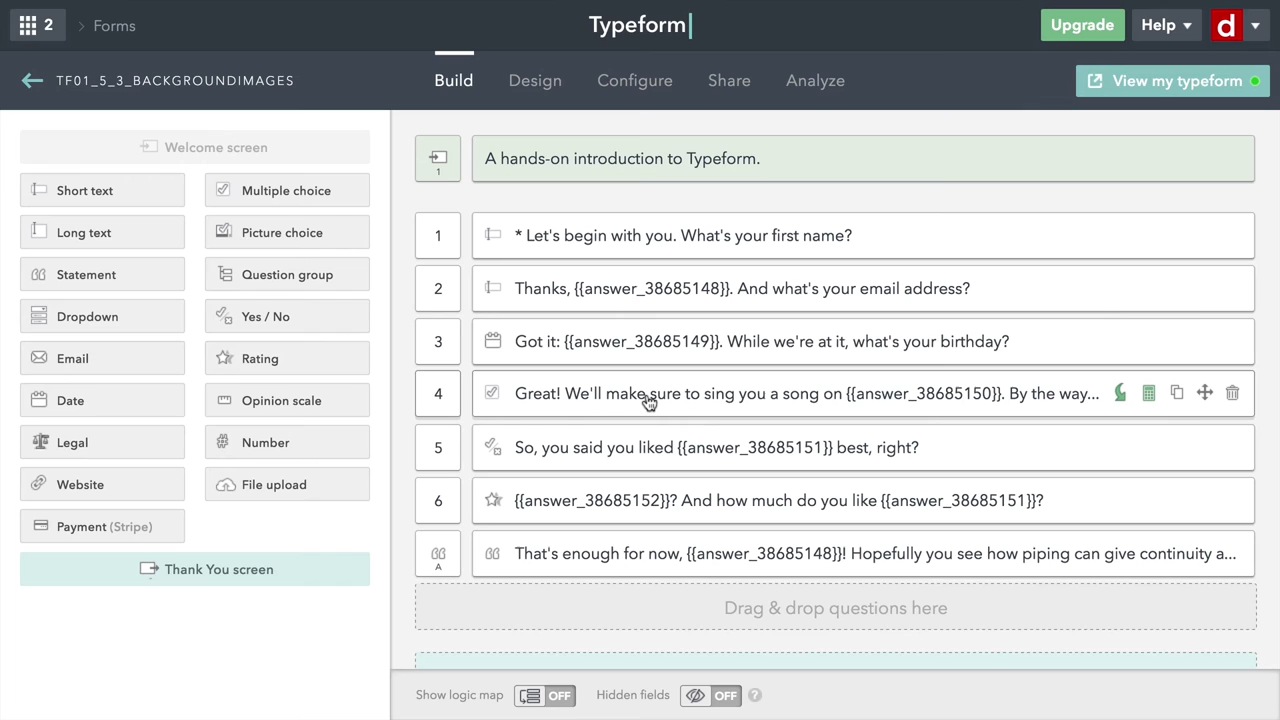 2 > Forms
Typeform
Upgrade
Help
d
TF01_5_3_BACKGROUNDIMAGES
Build
Design
Configure
Share
Analyze
View my typeform
Welcome screen
Short text
Multiple choice
Long text
Picture choice
Statement
Question group
Dropdown
Yes / No
Email
Rating
Date
Opinion scale
Legal
Number
Website
File upload
Payment (Stripe)
Thank You screen
1
A hands-on introduction to Typeform.
1
* Let's begin with you. What's your first name?
2
Thanks, {{answer_38685148}}. And what's your email address?
3
Got it: {{answer_38685149}}. While we're at it, what's your birthday?
4
Great! We'll make sure to sing you a song on {{answer_38685150}}. By the way...
5
So, you said you liked {{answer_38685151}} best, right?
6
{{answer_38685152}}? And how much do you like {{answer_38685151}}?
A
That's enough for now, {{answer_38685148}}! Hopefully you see how piping can give continuity a...
Drag & drop questions here
Show logic map
OFF
Hidden fields
OFF
?